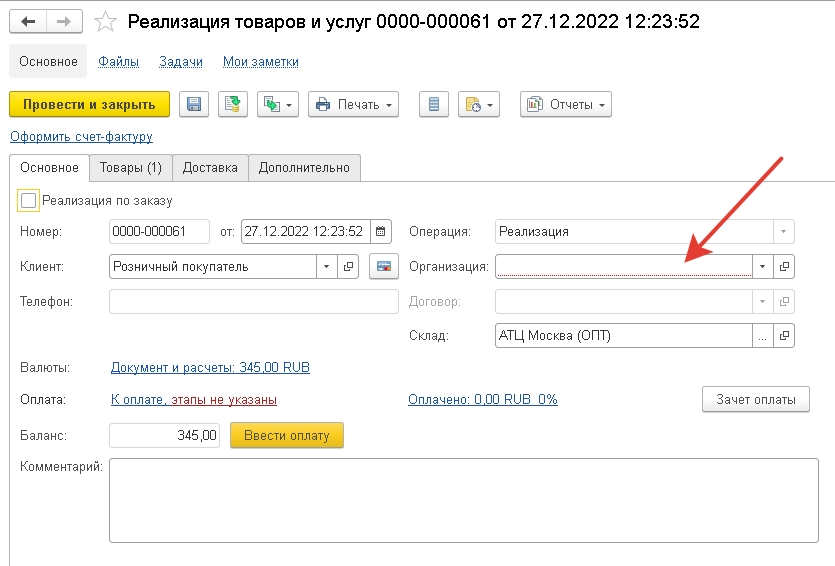 Реализация товаров и услуг 0000-000061 от 27.12.2022 12:23:52
Основное Файлы Задачи Мои заметки
Провести и закрыть Печать Отчеты
Оформить счет-фактуру
Основное Товары (1) Доставка Дополнительно
Реализация по заказу
Номер: 0000-000061 от: 27.12.2022 12:23:52 Операция: Реализация
Клиент: Розничный покупатель Организация:
Телефон: Договор:
Склад: АТЦ Москва (ОПТ) ...
Валюты: Документ и расчеты: 345,00 RUB
Оплата: К оплате, этапы не указаны Оплачено: 0,00 RUB 0% Зачет оплаты
Баланс: 345,00 Ввести оплату
Комментарий: